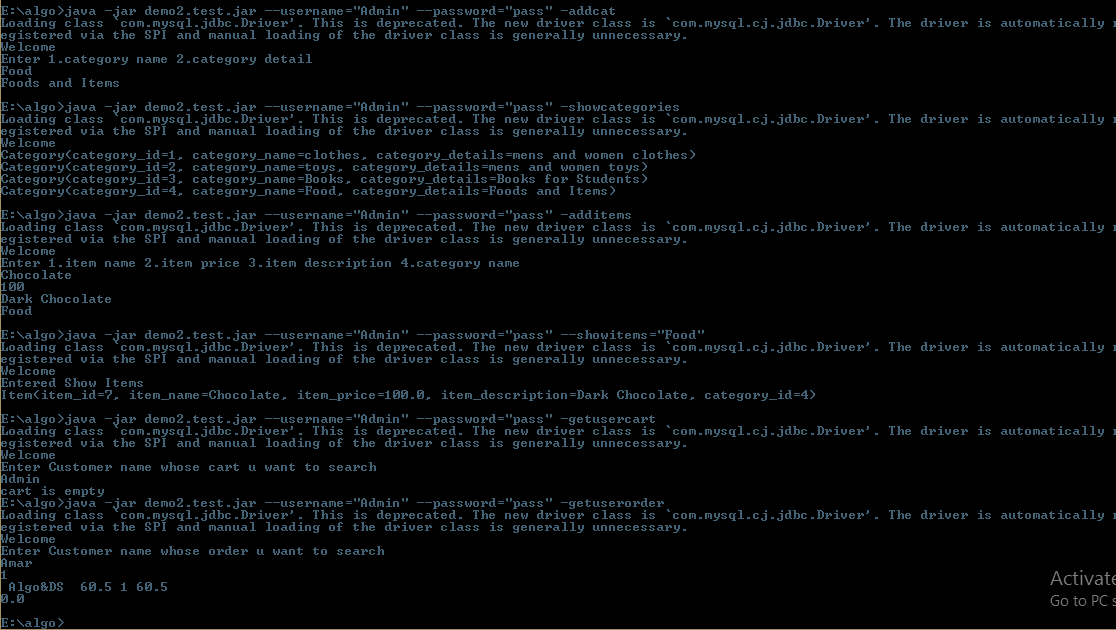 E:\algo>java -jar demo2.test.jar --username="Admin" --password="pass" -addcat
Loading class `com.mysql.jdbc.Driver'. This is deprecated. The new driver class is `com.mysql.cj.jdbc.Driver'. The driver is automatically r
egistered via the SPI and manual loading of the driver class is generally unnecessary.
Welcome
Enter 1.category name 2.category detail
Food
Foods and Items
E:\algo>java -jar demo2.test.jar --username="Admin" --password="pass" -showcategories
Loading class `com.mysql.jdbc.Driver'. This is deprecated. The new driver class is `com.mysql.cj.jdbc.Driver'. The driver is automatically r
egistered via the SPI and manual loading of the driver class is generally unnecessary.
Welcome
Category(category_id=1, category_name=clothes, category_details=mens and women clothes)
Category(category_id=2, category_name=toys, category_details=mens and women toys)
Category(category_id=3, category_name=Books, category_details=Books for Students)
Category(category_id=4, category_name=Food, category_details=Foods and Items)
E:\algo>java -jar demo2.test.jar --username="Admin" --password="pass" -additems
Loading class `com.mysql.jdbc.Driver'. This is deprecated. The new driver class is `com.mysql.cj.jdbc.Driver'. The driver is automatically r
egistered via the SPI and manual loading of the driver class is generally unnecessary.
Welcome
Enter 1.item name 2.item price 3.item description 4.category name
Chocolate
100
Dark Chocolate
Food
E:\algo>java -jar demo2.test.jar --username="Admin" --password="pass" --showitems="Food"
Loading class `com.mysql.jdbc.Driver'. This is deprecated. The new driver class is `com.mysql.cj.jdbc.Driver'. The driver is automatically r
egistered via the SPI and manual loading of the driver class is generally unnecessary.
Welcome
Entered Show Items
Item(item_id=7, item_name=Chocolate, item_price=100.0, item_description=Dark Chocolate, category_id=4)
E:\algo>java -jar demo2.test.jar --username="Admin" --password="pass" -getusercart
Loading class `com.mysql.jdbc.Driver'. This is deprecated. The new driver class is `com.mysql.cj.jdbc.Driver'. The driver is automatically r
egistered via the SPI and manual loading of the driver class is generally unnecessary.
Welcome
Enter Customer name whose cart u want to search
Admin
cart is empty
E:\algo>java -jar demo2.test.jar --username="Admin" --password="pass" -getuserorder
Loading class `com.mysql.jdbc.Driver'. This is deprecated. The new driver class is `com.mysql.cj.jdbc.Driver'. The driver is automatically r
egistered via the SPI and manual loading of the driver class is generally unnecessary.
Welcome
Enter Customer name whose order u want to search
Amar
1
Algo&DS  60.5 1 60.5
0.0
E:\algo>
Activate
Go to PC s